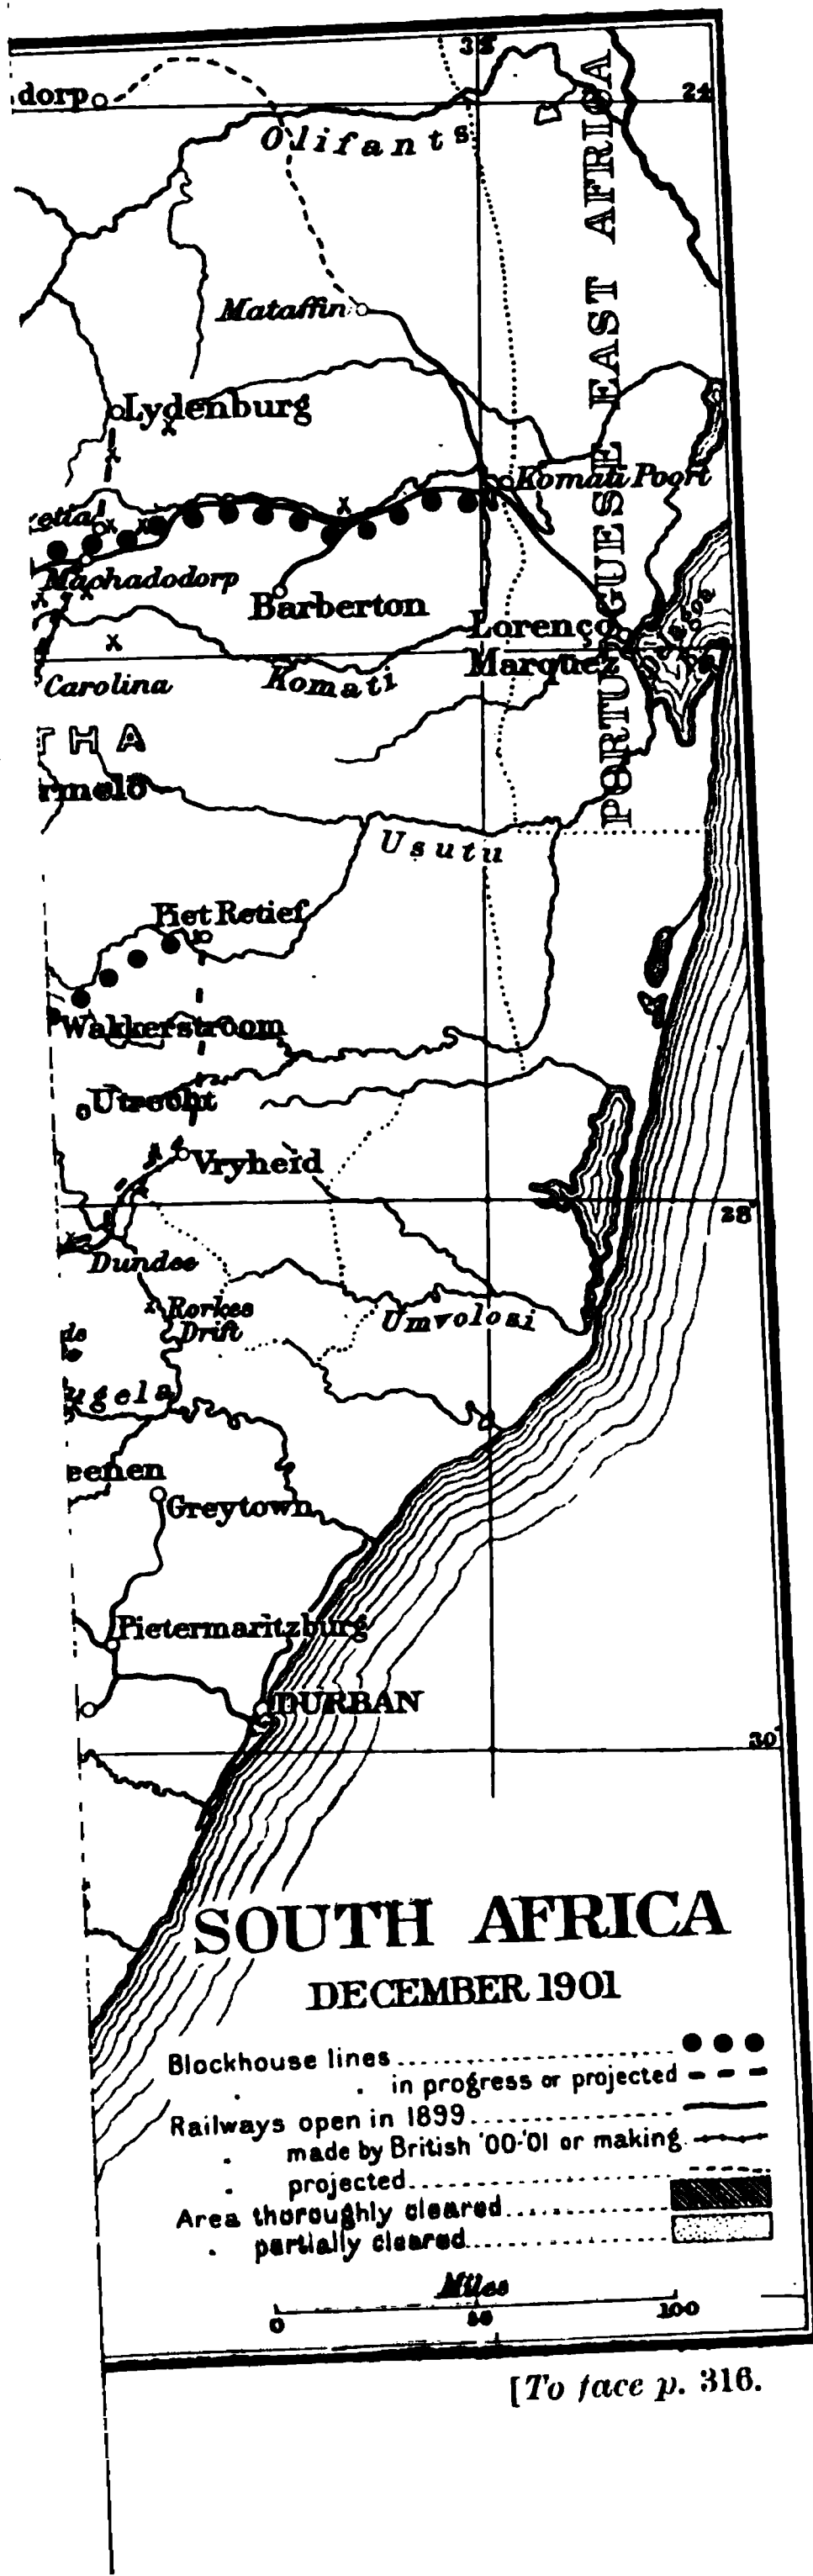 32
24
dorp
Olifants
PORTUGUESE EAST AFRICA
Mataffin
Lydenburg
Komati Poort
Machadodorp
Barberton
Lorenço
Marquez
Carolina
Komati
THA
rmelo
Usutu
Piet Retief
Wakkerstroom
Utrecht
Vryheid
28
Dundee
Rorkes
Drift
Umvolosi
ugela
eenen
Greytown
Pietermaritzburg
DURBAN
30
SOUTH AFRICA
DECEMBER 1901
Blockhouse lines
in progress or projected
Railways open in 1899
made by British '00-'01 or making
projected
Area thoroughly cleared
partially cleared
Miles
0 50 100
[To face p. 316.